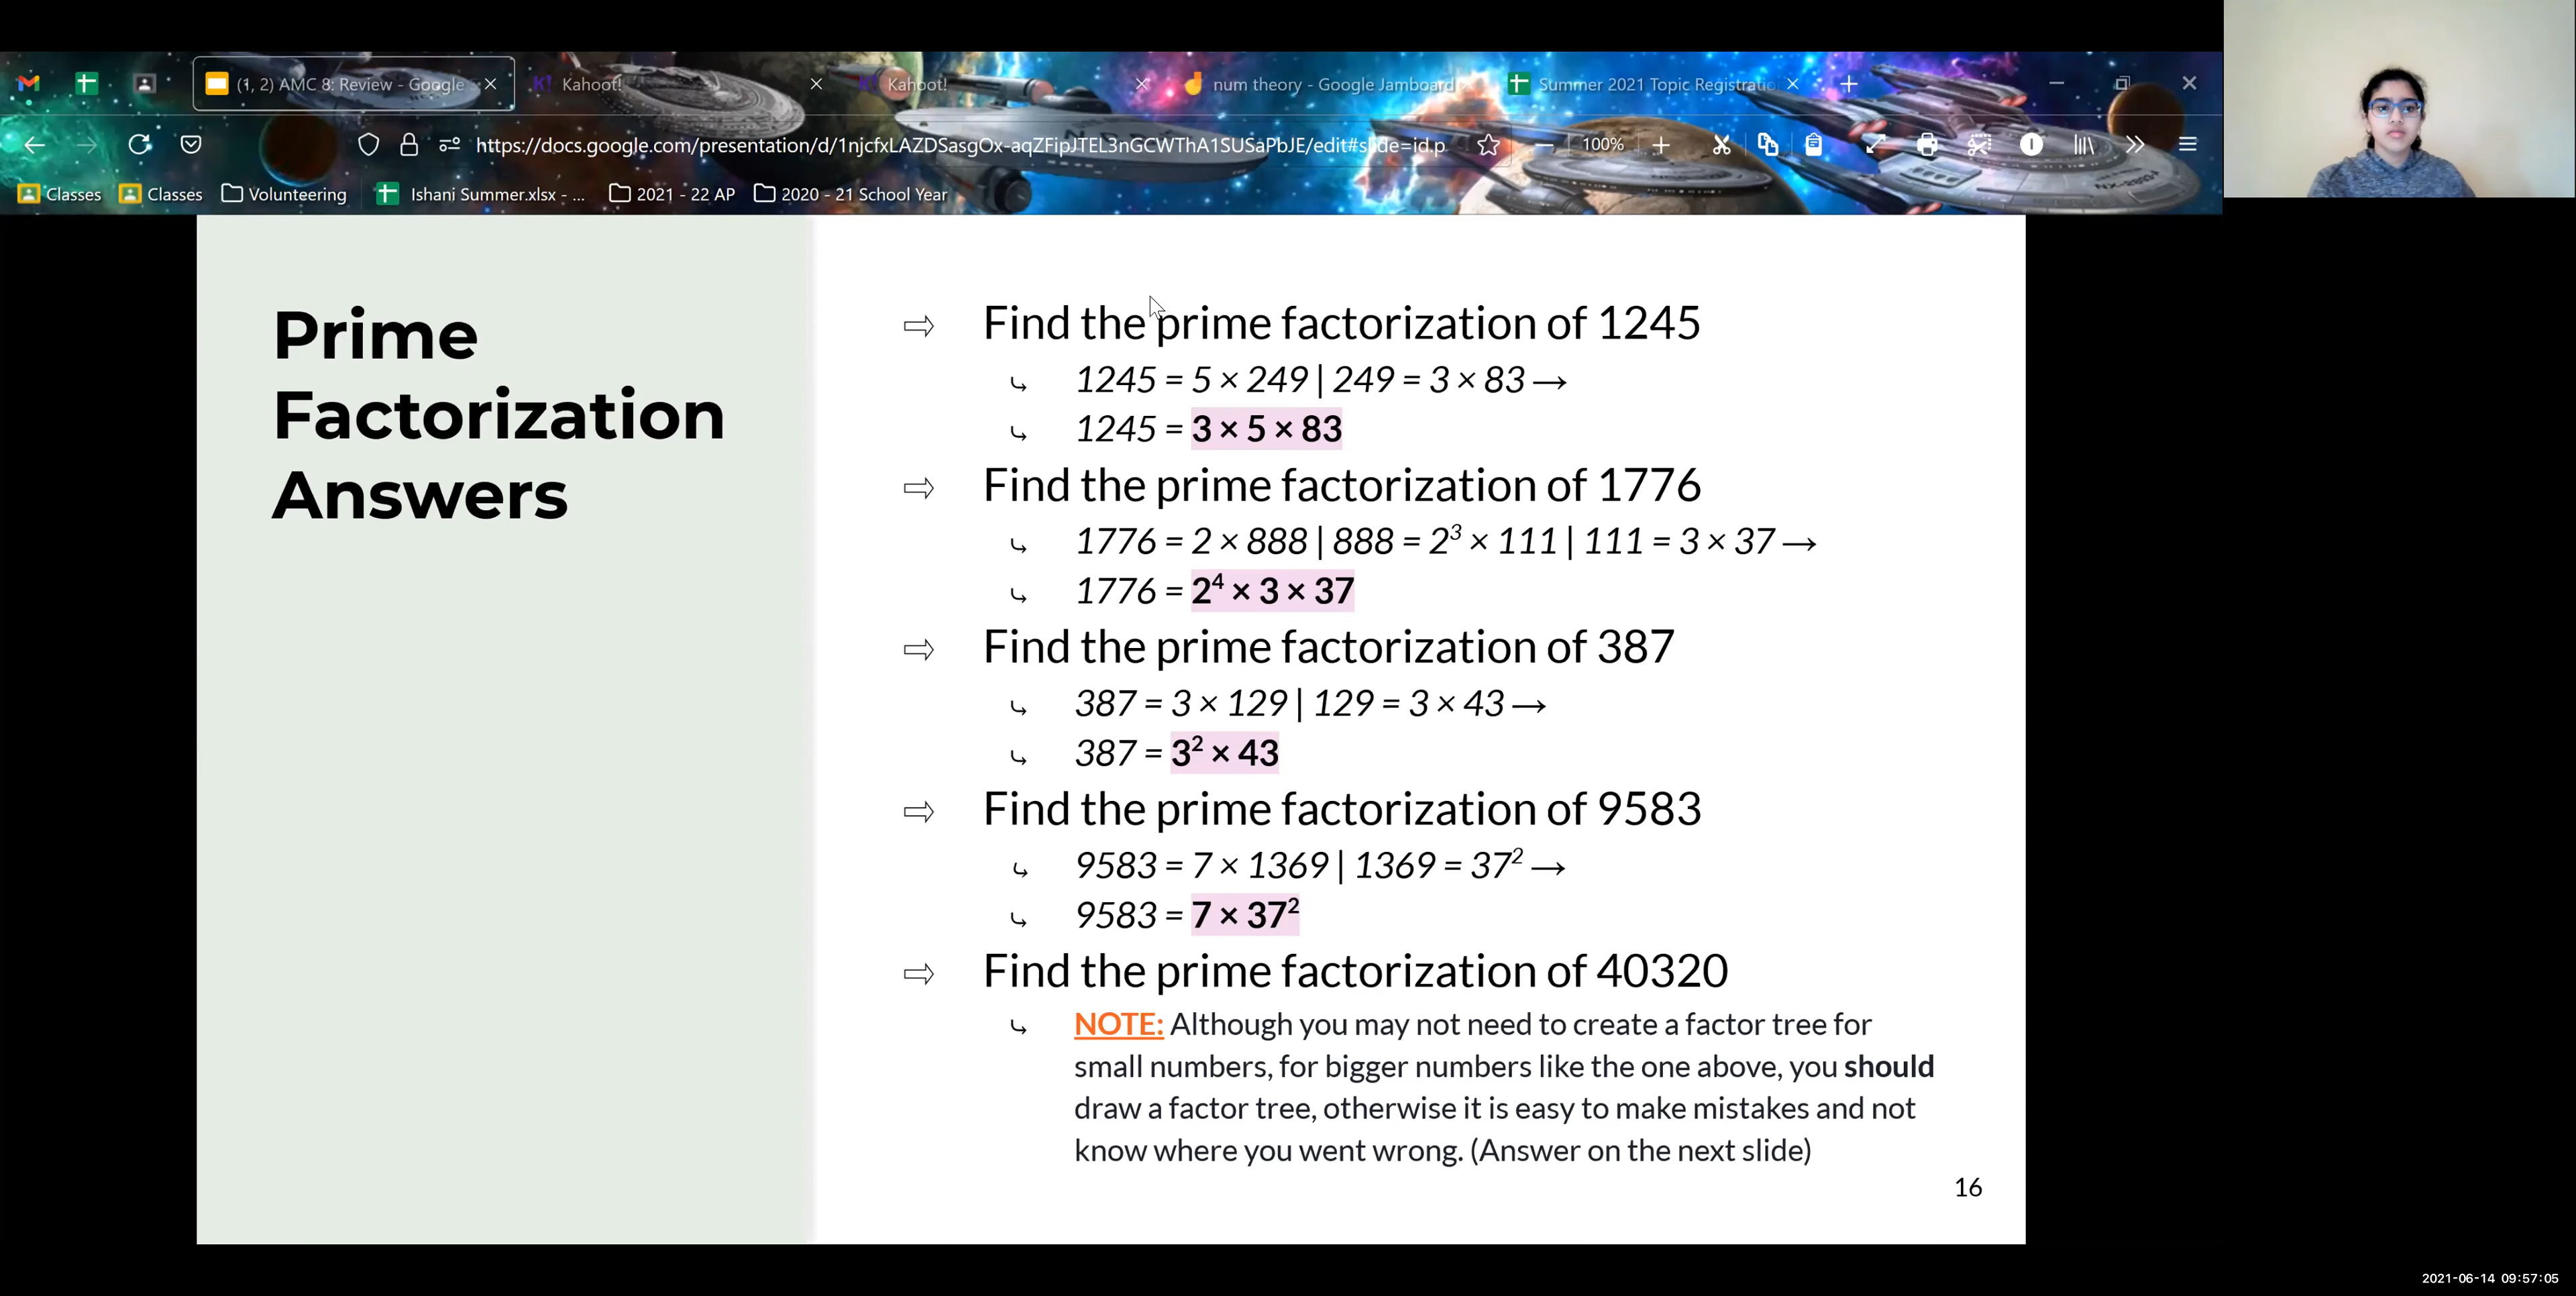 (1, 2) AMC 8: Review - Google
Kahoot!
Kahoot!
num theory - Google Jamboard
Summer 2021 Topic Registratio
https://docs.google.com/presentation/d/1njcfxLAZDSasgOx-aqZFipJTEL3nGCWThA1SUSaPbJE/edit#slide=id.p
100%
Classes
Classes
Volunteering
Ishani Summer.xlsx - ...
2021 - 22 AP
2020 - 21 School Year
Prime
Factorization
Answers
⇨ Find the prime factorization of 1245
⤷ 1245 = 5 × 249 | 249 = 3 × 83 →
⤷ 1245 = 3 × 5 × 83
⇨ Find the prime factorization of 1776
⤷ 1776 = 2 × 888 | 888 = 2³ × 111 | 111 = 3 × 37 →
⤷ 1776 = 2⁴ × 3 × 37
⇨ Find the prime factorization of 387
⤷ 387 = 3 × 129 | 129 = 3 × 43 →
⤷ 387 = 3² × 43
⇨ Find the prime factorization of 9583
⤷ 9583 = 7 × 1369 | 1369 = 37² →
⤷ 9583 = 7 × 37²
⇨ Find the prime factorization of 40320
⤷ NOTE: Although you may not need to create a factor tree for
small numbers, for bigger numbers like the one above, you should
draw a factor tree, otherwise it is easy to make mistakes and not
know where you went wrong. (Answer on the next slide)
16
2021-06-14 09:57:05